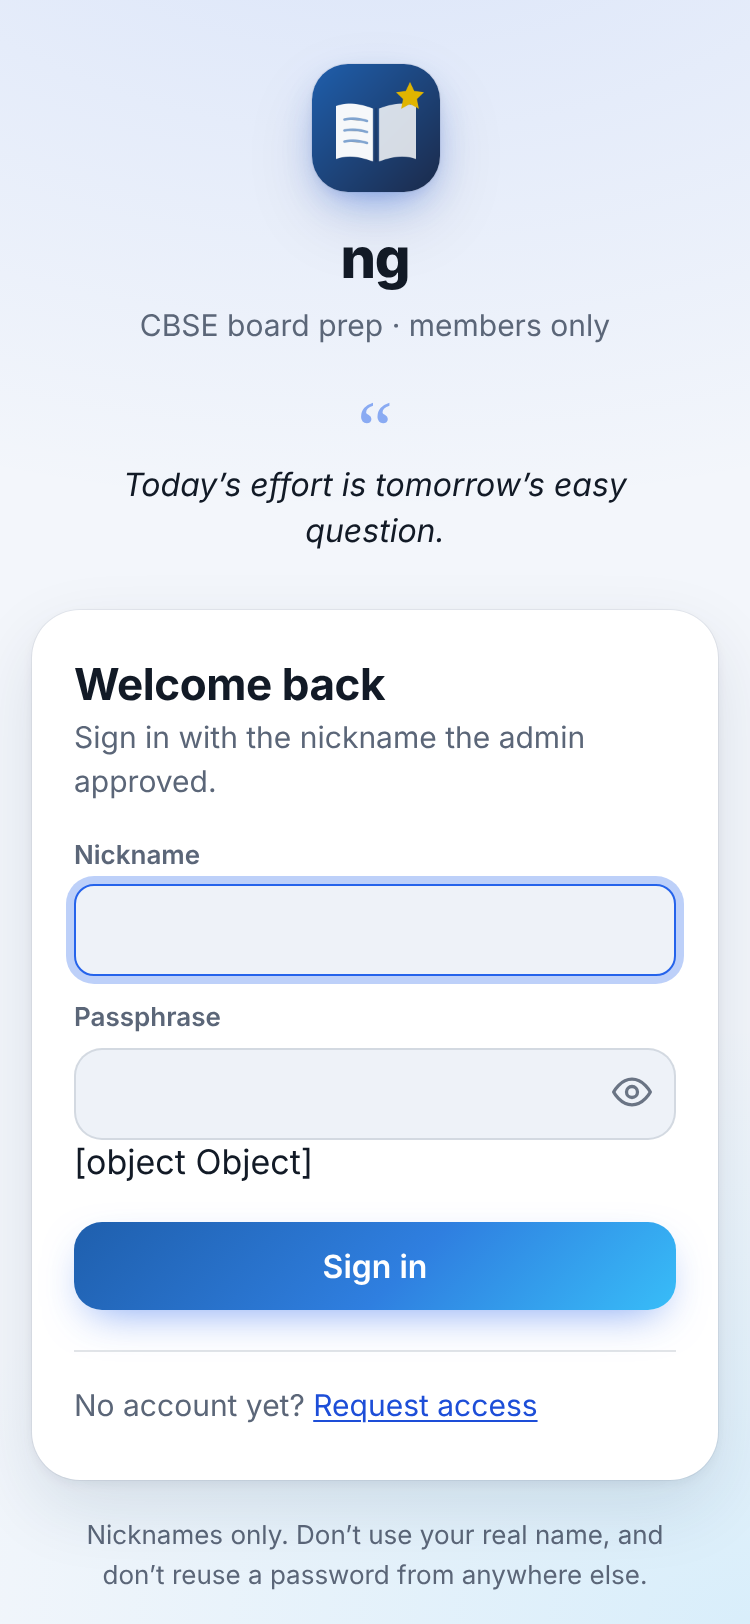 ng
CBSE board prep · members only
“
Today’s effort is tomorrow’s easy
question.
Welcome back
Sign in with the nickname the admin
approved.
Nickname
Passphrase
[object Object]
Sign in
No account yet? Request access
Nicknames only. Don’t use your real name, and
don’t reuse a password from anywhere else.